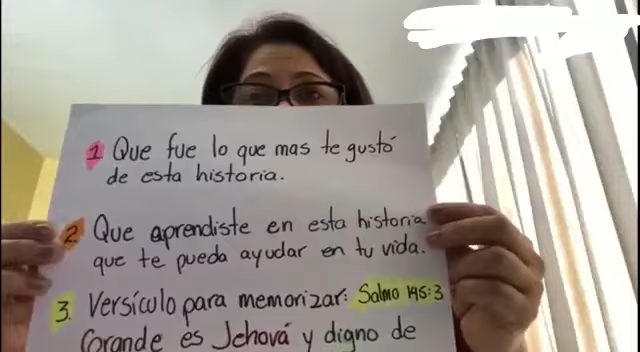 1 Que fue lo que mas te gustó
de esta historia.
2. Que aprendiste en esta historia
que te pueda ayudar en tu vida.
3. Versículo para memorizar: Salmo 145:3
Grande es Jehová y digno de